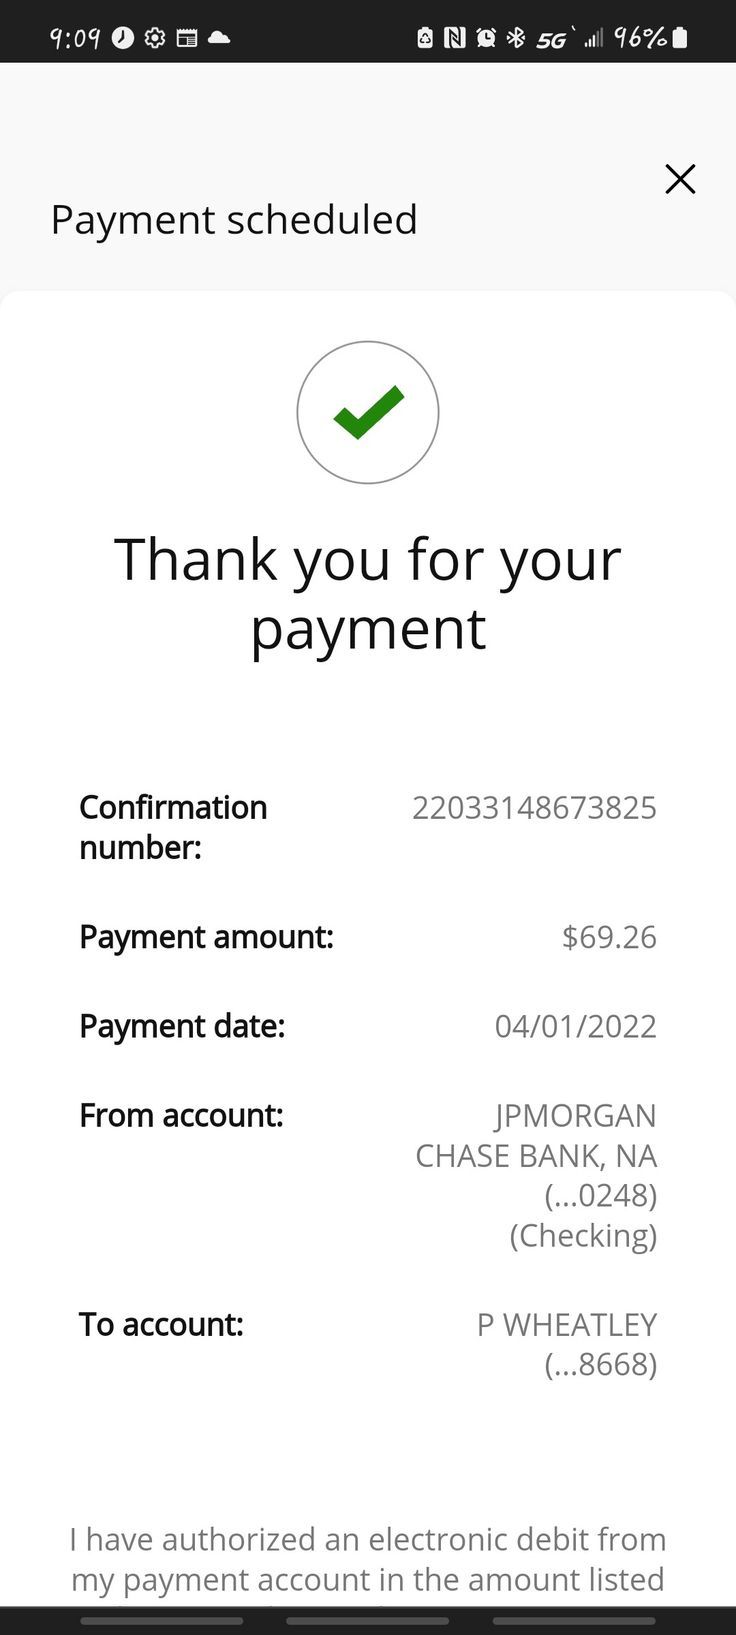 9:09
5G 96%
Payment scheduled
Thank you for your
payment
Confirmation 22033148673825
number:
Payment amount: $69.26
Payment date: 04/01/2022
From account: JPMORGAN
CHASE BANK, NA
(...0248)
(Checking)
To account: P WHEATLEY
(...8668)
I have authorized an electronic debit from
my payment account in the amount listed